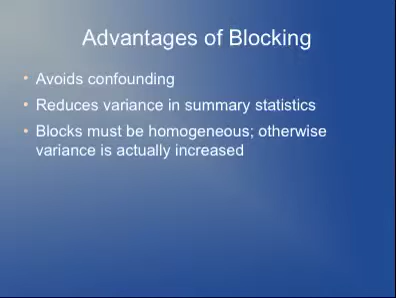 Advantages of Blocking
• Avoids confounding
• Reduces variance in summary statistics
• Blocks must be homogeneous; otherwise
variance is actually increased